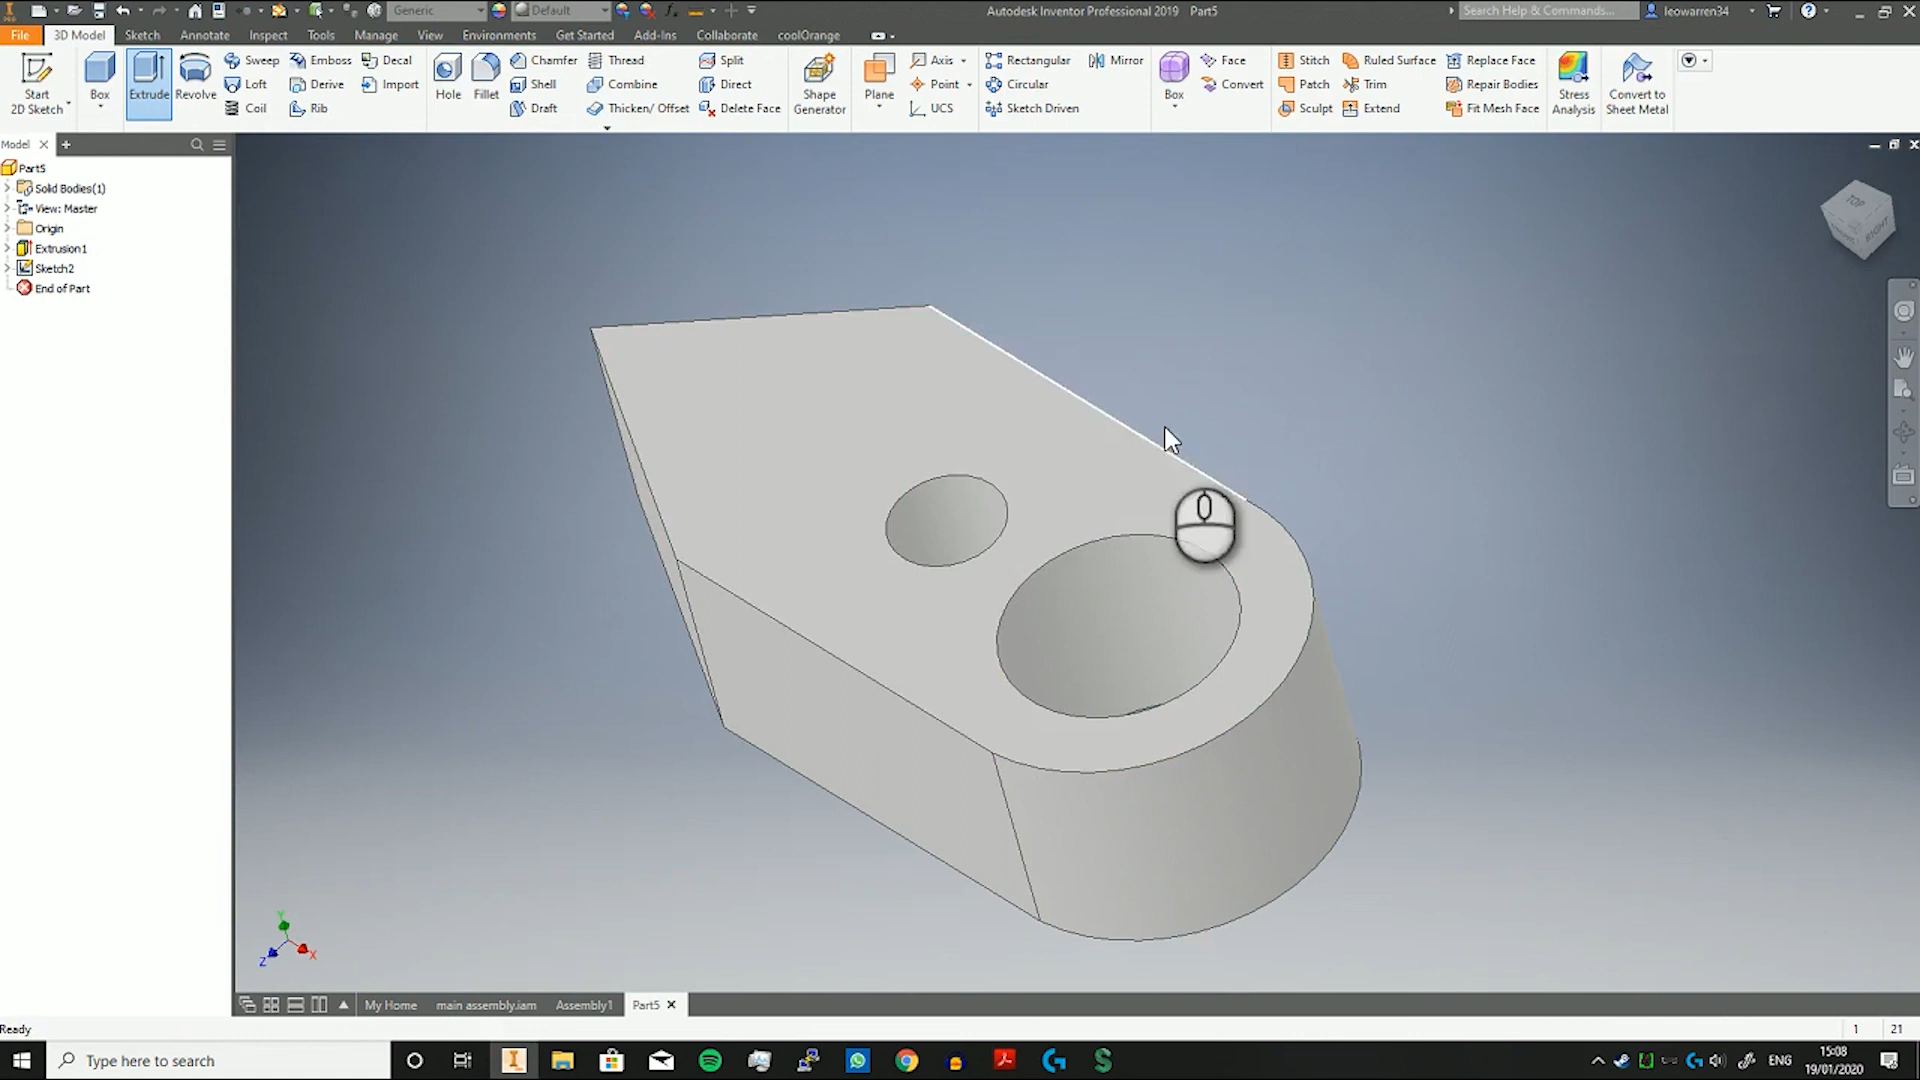 Generic Default Autodesk Inventor Professional 2019 Part5 Search Help & Commands... leowarren34
File 3D Model Sketch Annotate Inspect Tools Manage View Environments Get Started Add-Ins Collaborate coolOrange
Start 2D Sketch Box Extrude Revolve
Sweep Emboss Decal
Loft Derive Import
Coil Rib
Hole Fillet
Chamfer Thread Split
Shell Combine Direct
Draft Thicken/ Offset Delete Face
Shape Generator Plane
Axis
Point
UCS
Rectangular Mirror
Circular
Sketch Driven
Box
Face
Convert
Stitch Ruled Surface Replace Face
Patch Trim Repair Bodies
Sculpt Extend Fit Mesh Face
Stress Analysis Convert to Sheet Metal
Model
Part5
Solid Bodies(1)
View: Master
Origin
Extrusion1
Sketch2
End of Part
TOP
RIGHT
Y
Z
X
My Home main assembly.iam Assembly1 Part5
Ready 1 21
Type here to search
ENG 15:08
19/01/2020